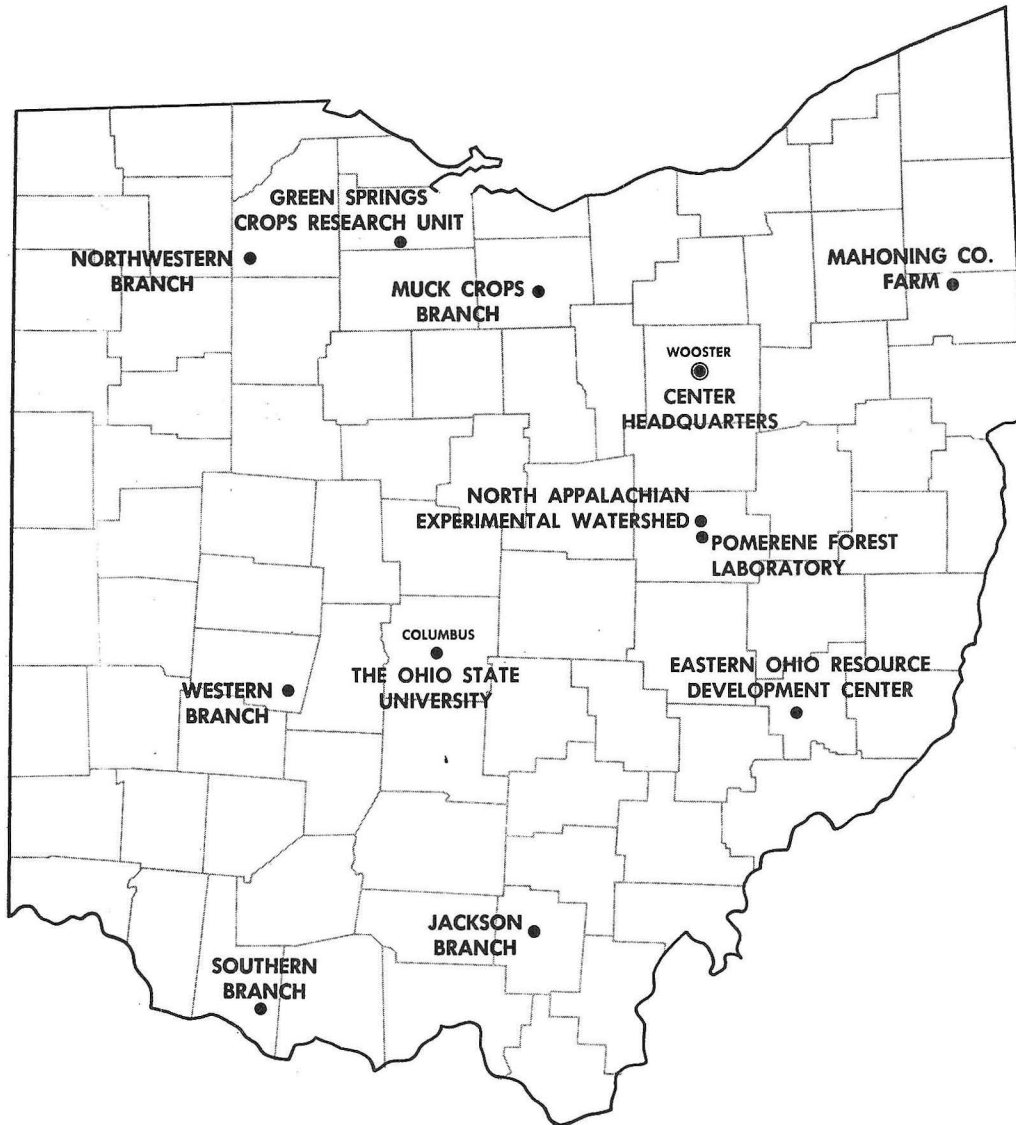 GREEN SPRINGS
CROPS RESEARCH UNIT
NORTHWESTERN
BRANCH
MUCK CROPS
BRANCH
MAHONING CO.
FARM
WOOSTER
CENTER
HEADQUARTERS
NORTH APPALACHIAN
EXPERIMENTAL WATERSHED
POMERENE FOREST
LABORATORY
COLUMBUS
THE OHIO STATE
UNIVERSITY
EASTERN OHIO RESOURCE
DEVELOPMENT CENTER
WESTERN
BRANCH
JACKSON
BRANCH
SOUTHERN
BRANCH